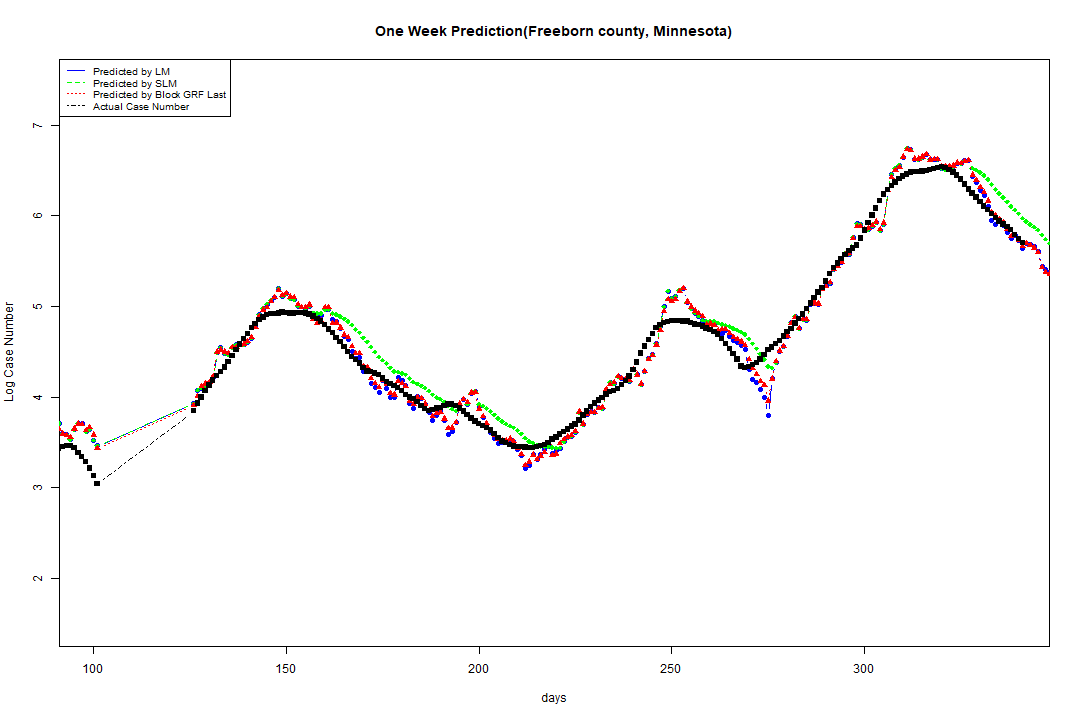 One Week Prediction(Freeborn county, Minnesota)
Predicted by LM
Predicted by SLM
Predicted by Block GRF Last
Actual Case Number
Log Case Number
7
6
5
4
3
2
100 150 200 250 300
days